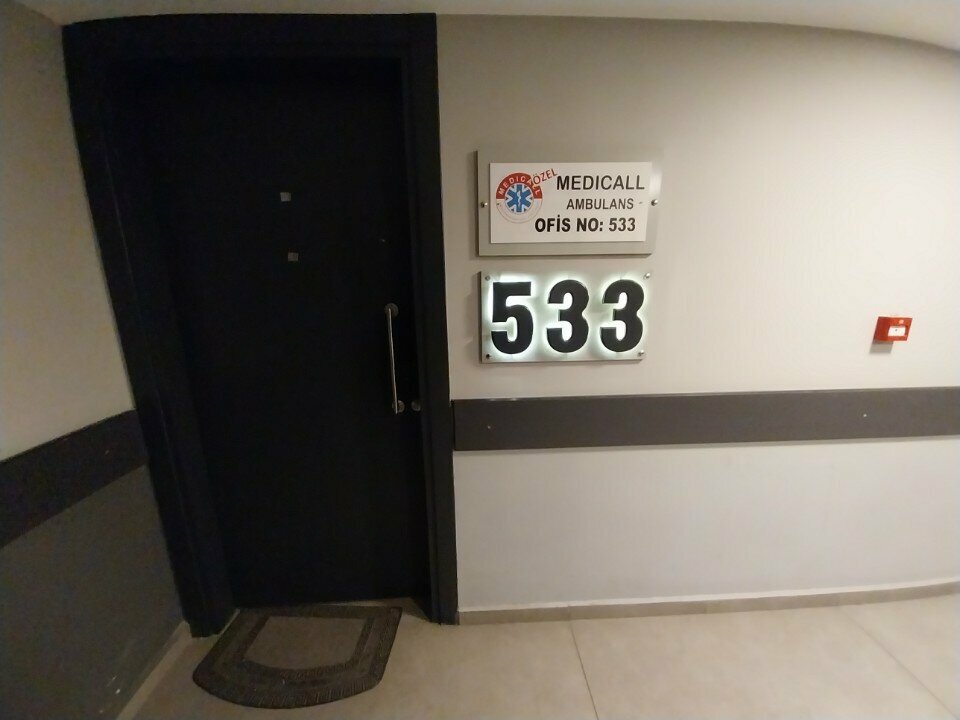 MEDICALL
ÖZEL
MEDICALL
AMBULANS -
OFİS NO: 533
533